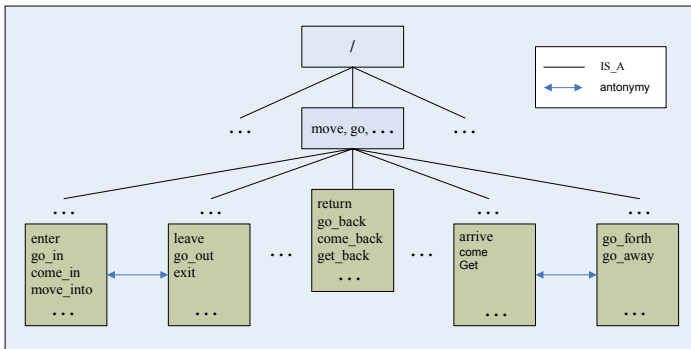 /
IS_A
antonymy
... move, go, ... ...
... ... ... ...
enter
go_in
come_in
move_into
...
leave
go_out
exit
...
...
return
go_back
come_back
get_back
...
...
arrive
come
Get
...
go_forth
go_away
...